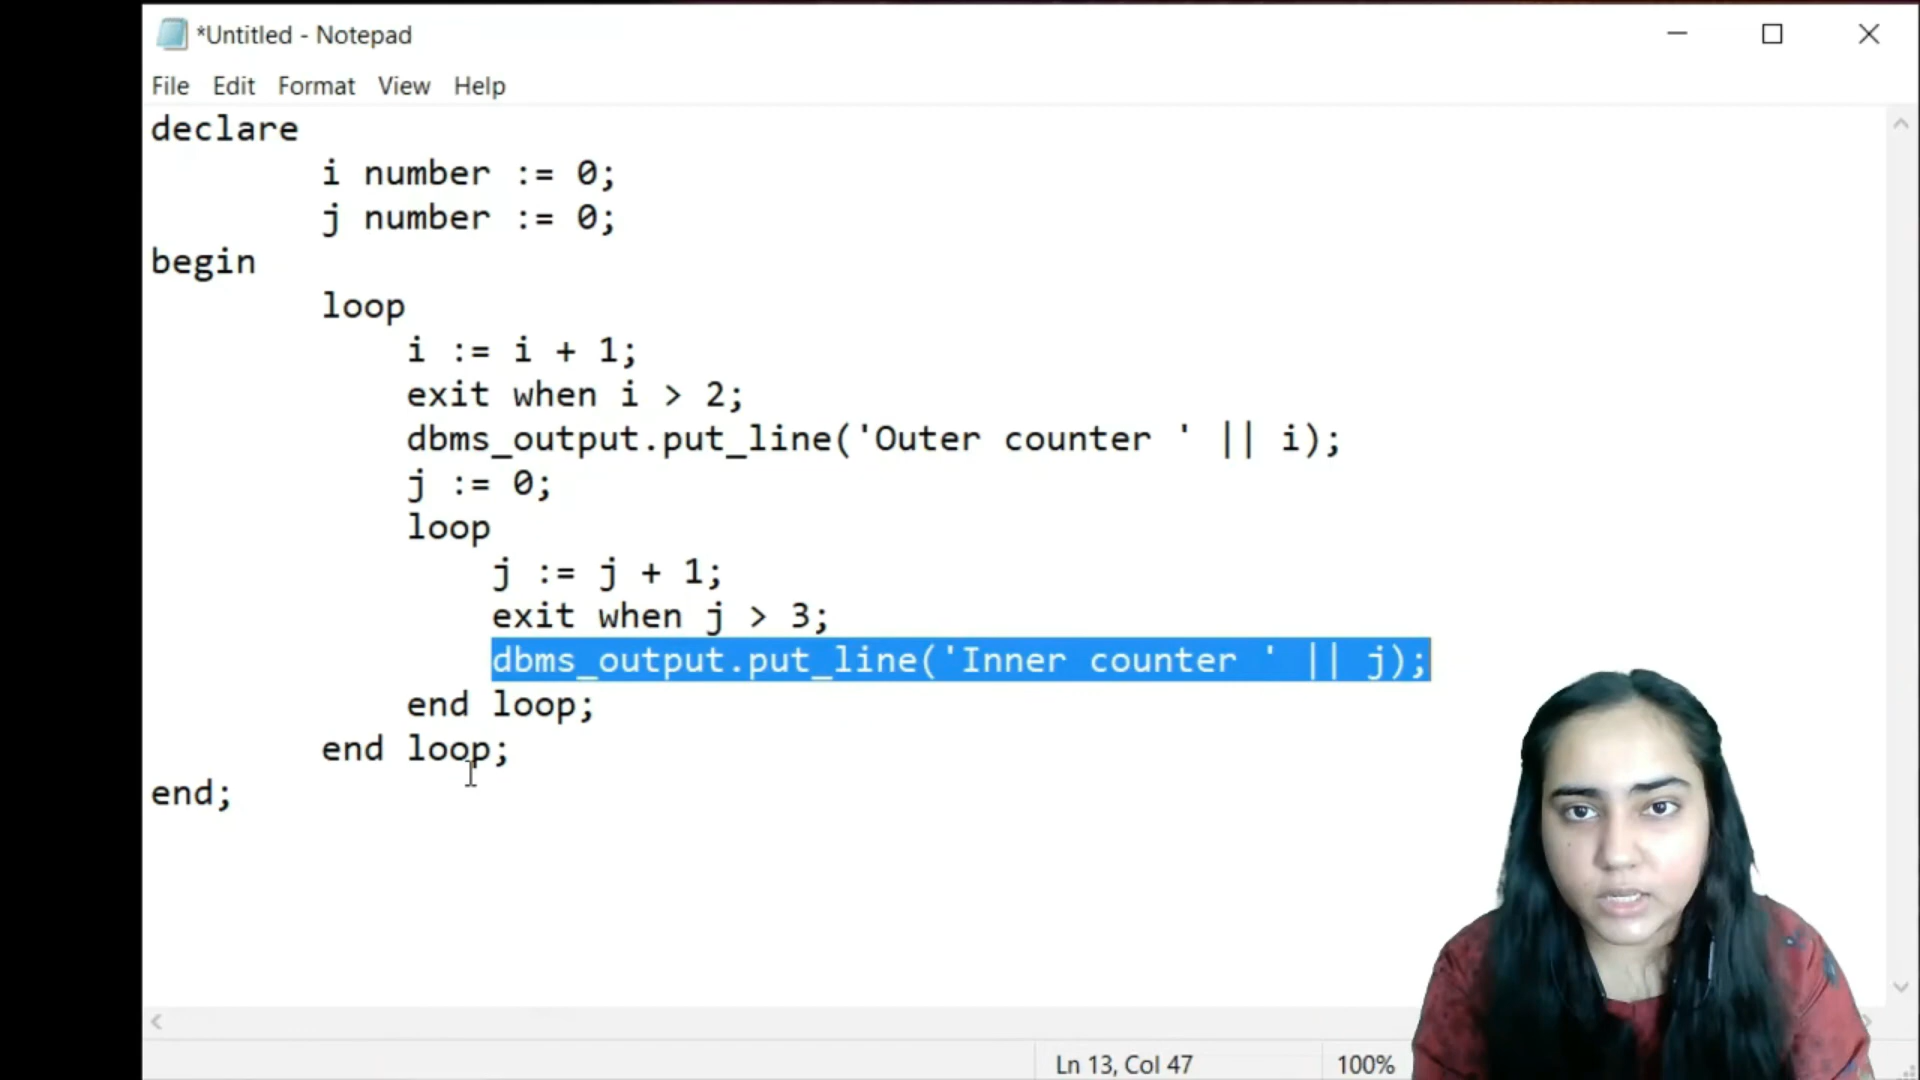 *Untitled - Notepad
File Edit Format View Help
declare
i number := 0;
j number := 0;
begin
loop
i := i + 1;
exit when i > 2;
dbms_output.put_line('Outer counter ' || i);
j := 0;
loop
j := j + 1;
exit when j > 3;
dbms_output.put_line('Inner counter ' || j);
end loop;
end loop;
end;
Ln 13, Col 47 100%